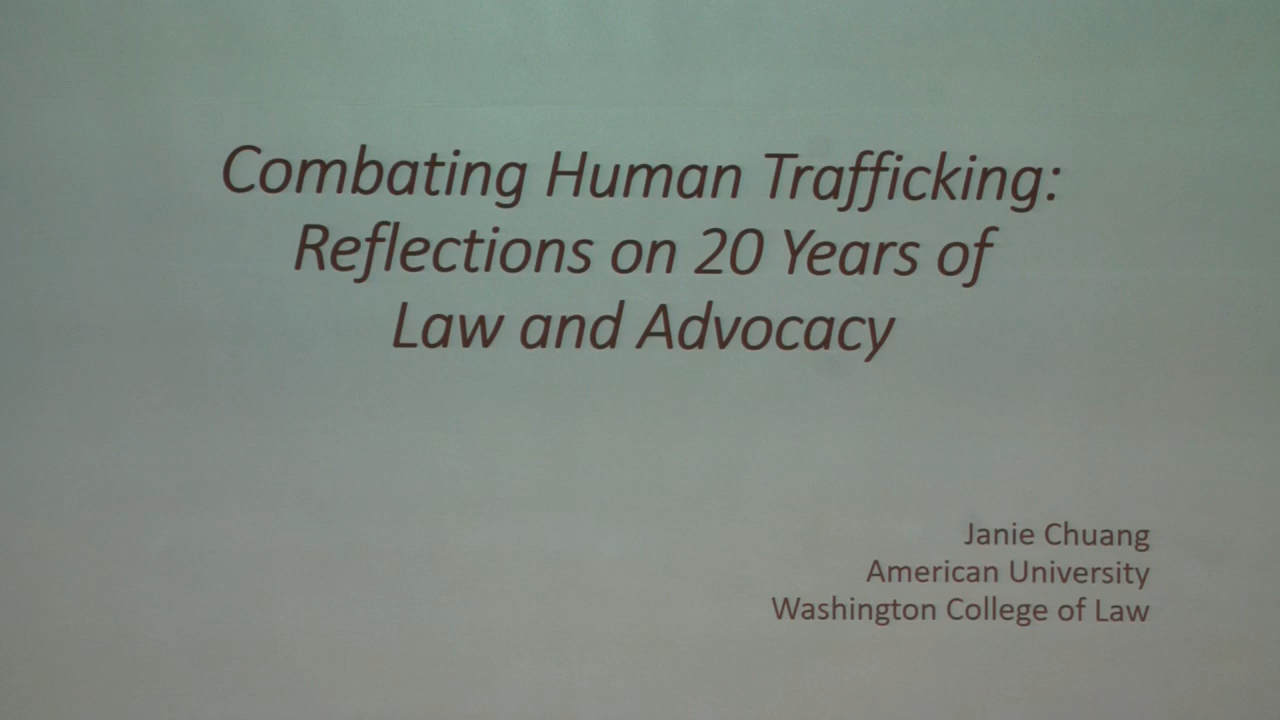 Combating Human Trafficking:
Reflections on 20 Years of
Law and Advocacy
Janie Chuang
American University
Washington College of Law